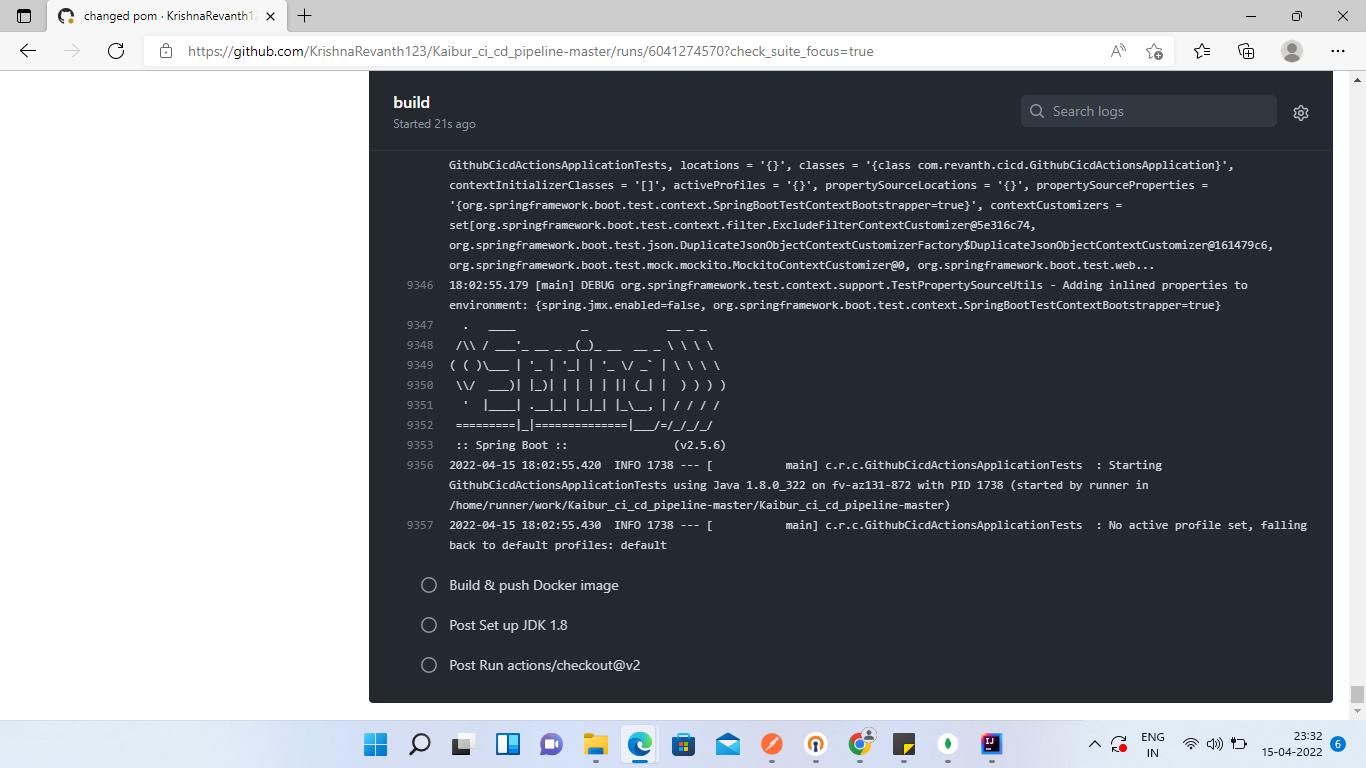 changed pom · KrishnaRevanth12
https://github.com/KrishnaRevanth123/Kaibur_ci_cd_pipeline-master/runs/6041274570?check_suite_focus=true
build
Started 21s ago
Search logs
GithubCicdActionsApplicationTests, locations = '{}', classes = '{class com.revanth.cicd.GithubCicdActionsApplication}',
contextInitializerClasses = '[]', activeProfiles = '{}', propertySourceLocations = '{}', propertySourceProperties =
'{org.springframework.boot.test.context.SpringBootTestContextBootstrapper=true}', contextCustomizers =
set[org.springframework.boot.test.context.filter.ExcludeFilterContextCustomizer@5e316c74,
org.springframework.boot.test.json.DuplicateJsonObjectContextCustomizerFactory$DuplicateJsonObjectContextCustomizer@161479c6,
org.springframework.boot.test.mock.mockito.MockitoContextCustomizer@0, org.springframework.boot.test.web...
9346 18:02:55.179 [main] DEBUG org.springframework.test.context.support.TestPropertySourceUtils - Adding inlined properties to
environment: {spring.jmx.enabled=false, org.springframework.boot.test.context.SpringBootTestContextBootstrapper=true}
9347   .   ____          _            __ _ _
9348  /\\ / ___'_ __ _ _(_)_ __  __ _ \ \ \ \
9349 ( ( )\___ | '_ | '_| | '_ \/ _` | \ \ \ \
9350  \\/  ___)| |_)| | | | | || (_| |  ) ) ) )
9351   '  |____| .__|_| |_|_| |_\__, | / / / /
9352  =========|_|==============|___/=/_/_/_/
9353  :: Spring Boot ::                (v2.5.6)
9356 2022-04-15 18:02:55.420  INFO 1738 --- [           main] c.r.c.GithubCicdActionsApplicationTests  : Starting
GithubCicdActionsApplicationTests using Java 1.8.0_322 on fv-az131-872 with PID 1738 (started by runner in
/home/runner/work/Kaibur_ci_cd_pipeline-master/Kaibur_ci_cd_pipeline-master)
9357 2022-04-15 18:02:55.430  INFO 1738 --- [           main] c.r.c.GithubCicdActionsApplicationTests  : No active profile set, falling
back to default profiles: default
Build & push Docker image
Post Set up JDK 1.8
Post Run actions/checkout@v2
ENG
IN
23:32
15-04-2022
6